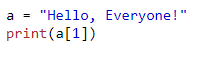 a = "Hello, Everyone!"
print(a[1])